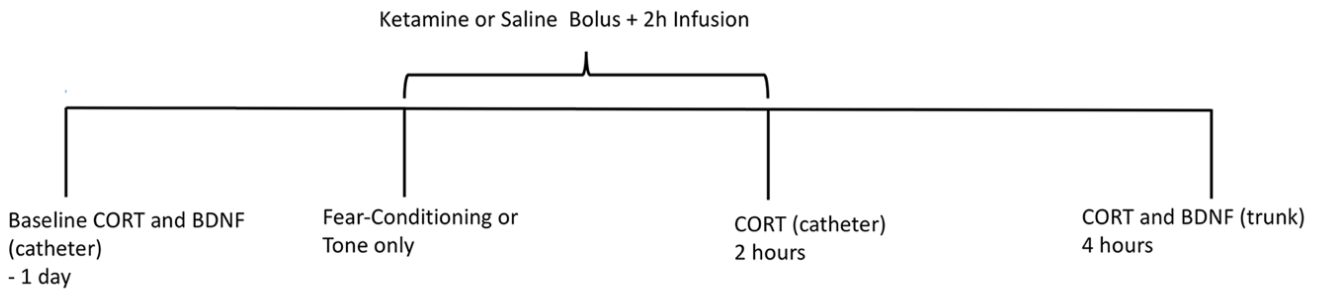 Ketamine or Saline Bolus + 2h Infusion
Baseline CORT and BDNF
(catheter)
- 1 day
Fear-Conditioning or
Tone only
CORT (catheter)
2 hours
CORT and BDNF (trunk)
4 hours